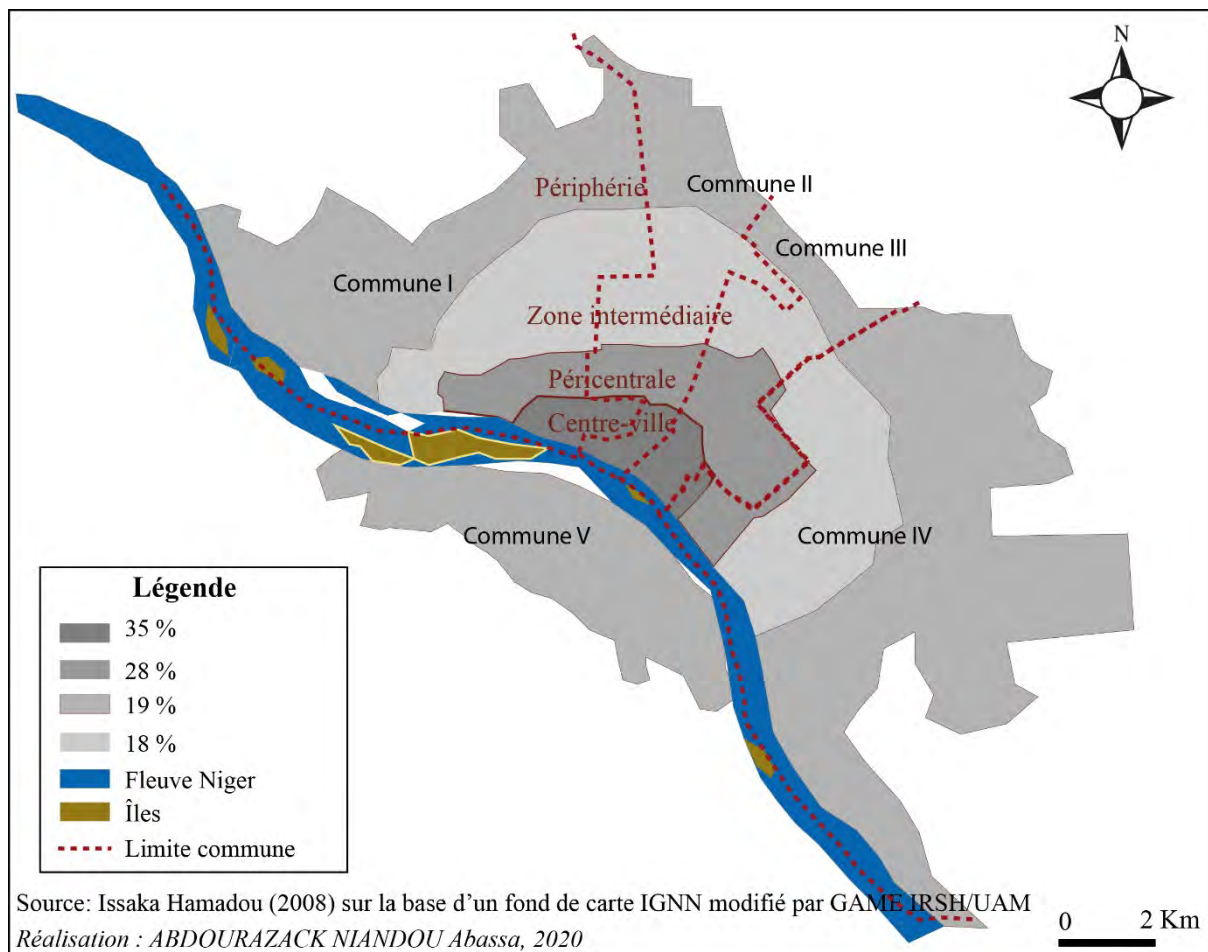 N
Périphérie
Commune II
Commune III
Commune I
Zone intermédiaire
Péricentrale
Centre-ville
Commune V
Commune IV
Légende
35 %
28 %
19 %
18 %
Fleuve Niger
Îles
Limite commune
Source: Issaka Hamadou (2008) sur la base d’un fond de carte IGNN modifié par GAME IRSH/UAM
0 2 Km
Réalisation : ABDOURAZACK NIANDOU Abassa, 2020